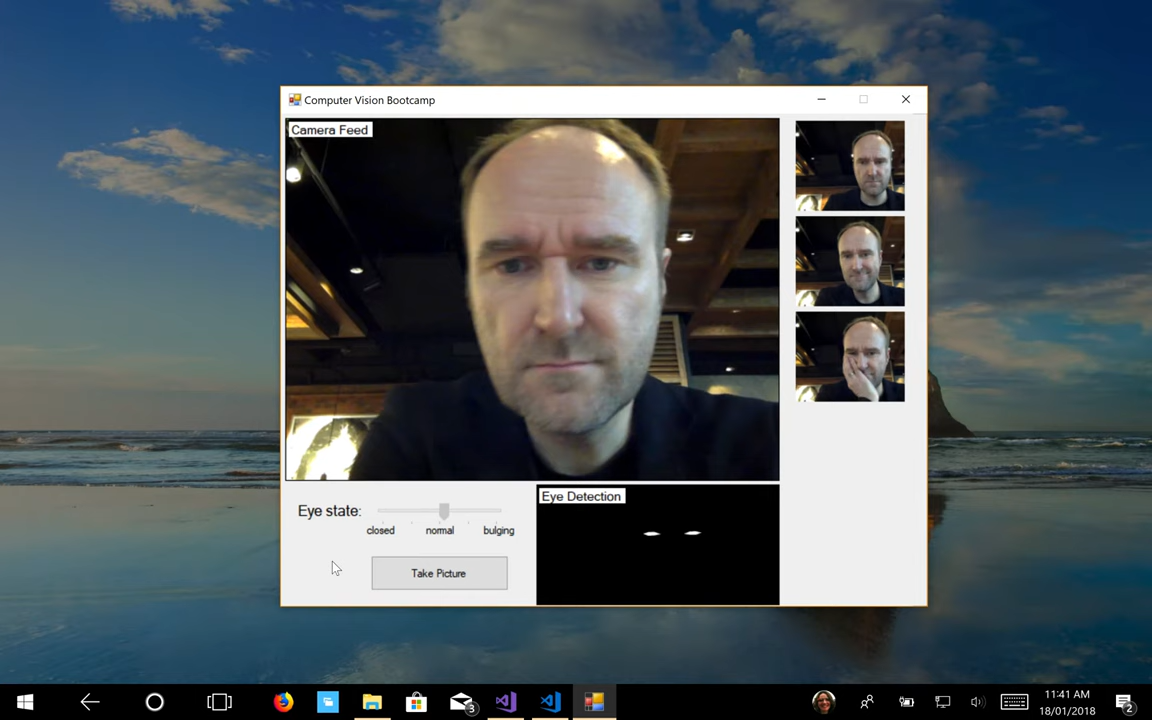 Computer Vision Bootcamp
Camera Feed
Eye state:
closed normal bulging
Take Picture
Eye Detection
3
11:41 AM
18/01/2018
2